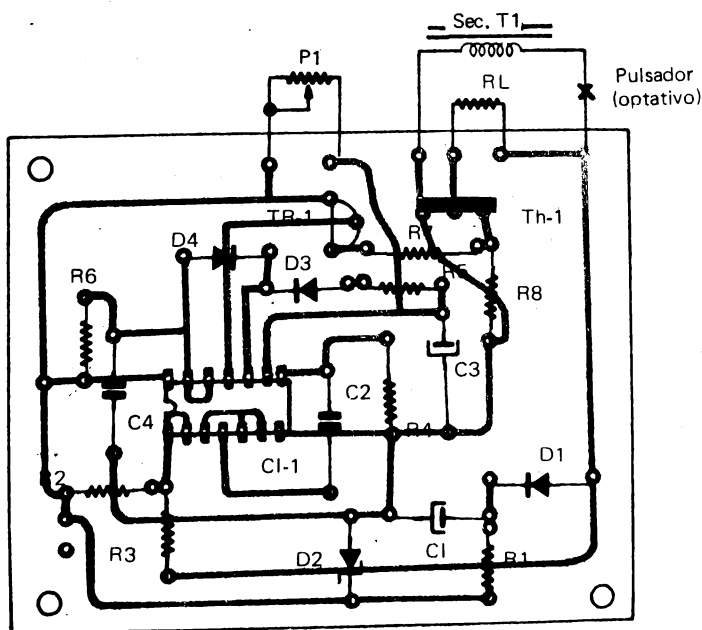 Sec. T1
P1
RL
Pulsador
(optativo)
TR-1
Th-1
D4
D3
R6
R8
C3
C2
C4
R4
CI-1
D1
R3
D2
CI
R1